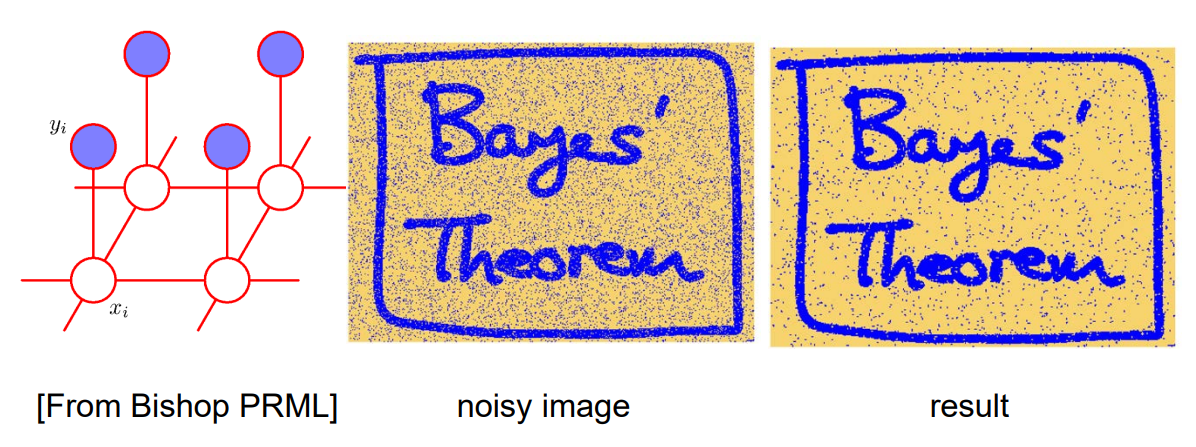 y_i
x_i
Bayes'
Theorem
Bayes'
Theorem
[From Bishop PRML]
noisy image
result